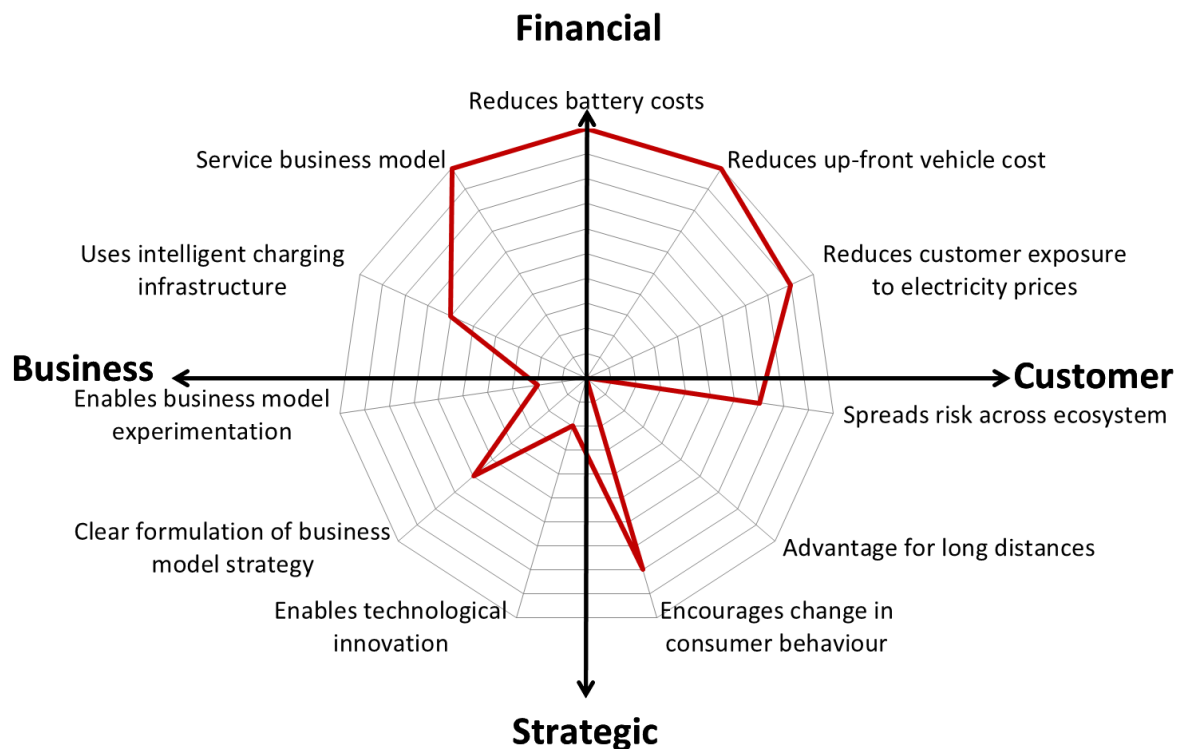 Financial
Reduces battery costs
Service business model
Reduces up-front vehicle cost
Uses intelligent charging
infrastructure
Reduces customer exposure
to electricity prices
Business
Customer
Enables business model
experimentation
Spreads risk across ecosystem
Clear formulation of business
model strategy
Advantage for long distances
Enables technological
innovation
Encourages change in
consumer behaviour
Strategic